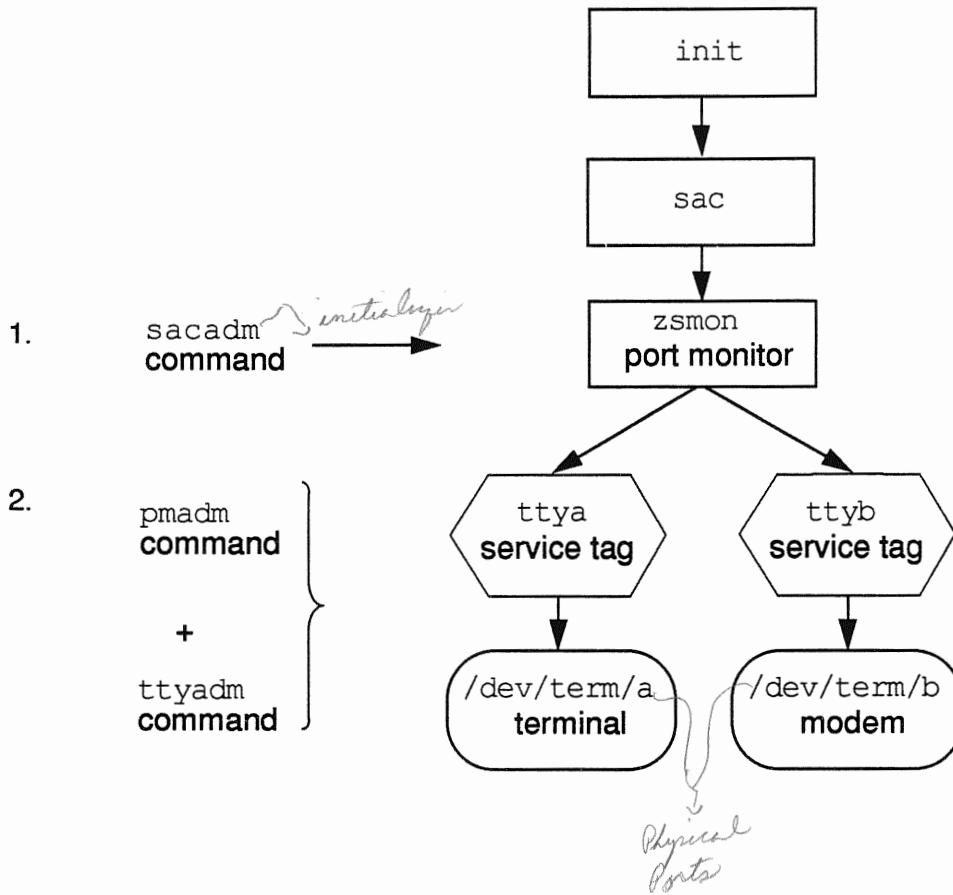 init
sac
1.
sacadm
command
zsmon
port monitor
2.
pmadm
command
+
ttyadm
command
ttya
service tag
ttyb
service tag
/dev/term/a
terminal
/dev/term/b
modem
Physical
Ports